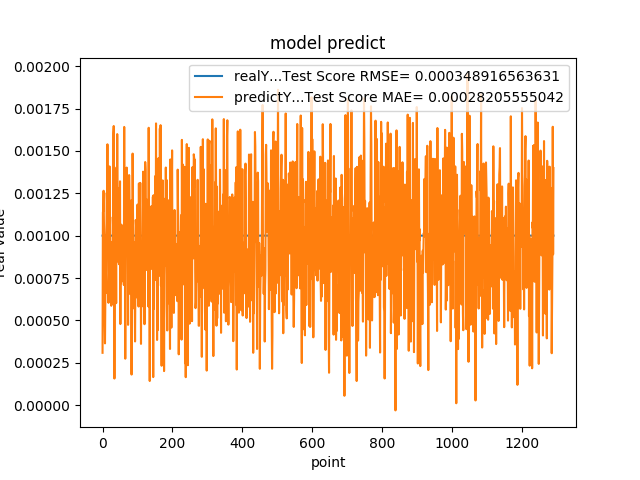 model predict
realY...Test Score RMSE= 0.000348916563631
predictY...Test Score MAE= 0.00028205555042
0.00200
0.00175
0.00150
0.00125
0.00100
0.00075
0.00050
0.00025
0.00000
real value
0 200 400 600 800 1000 1200
point